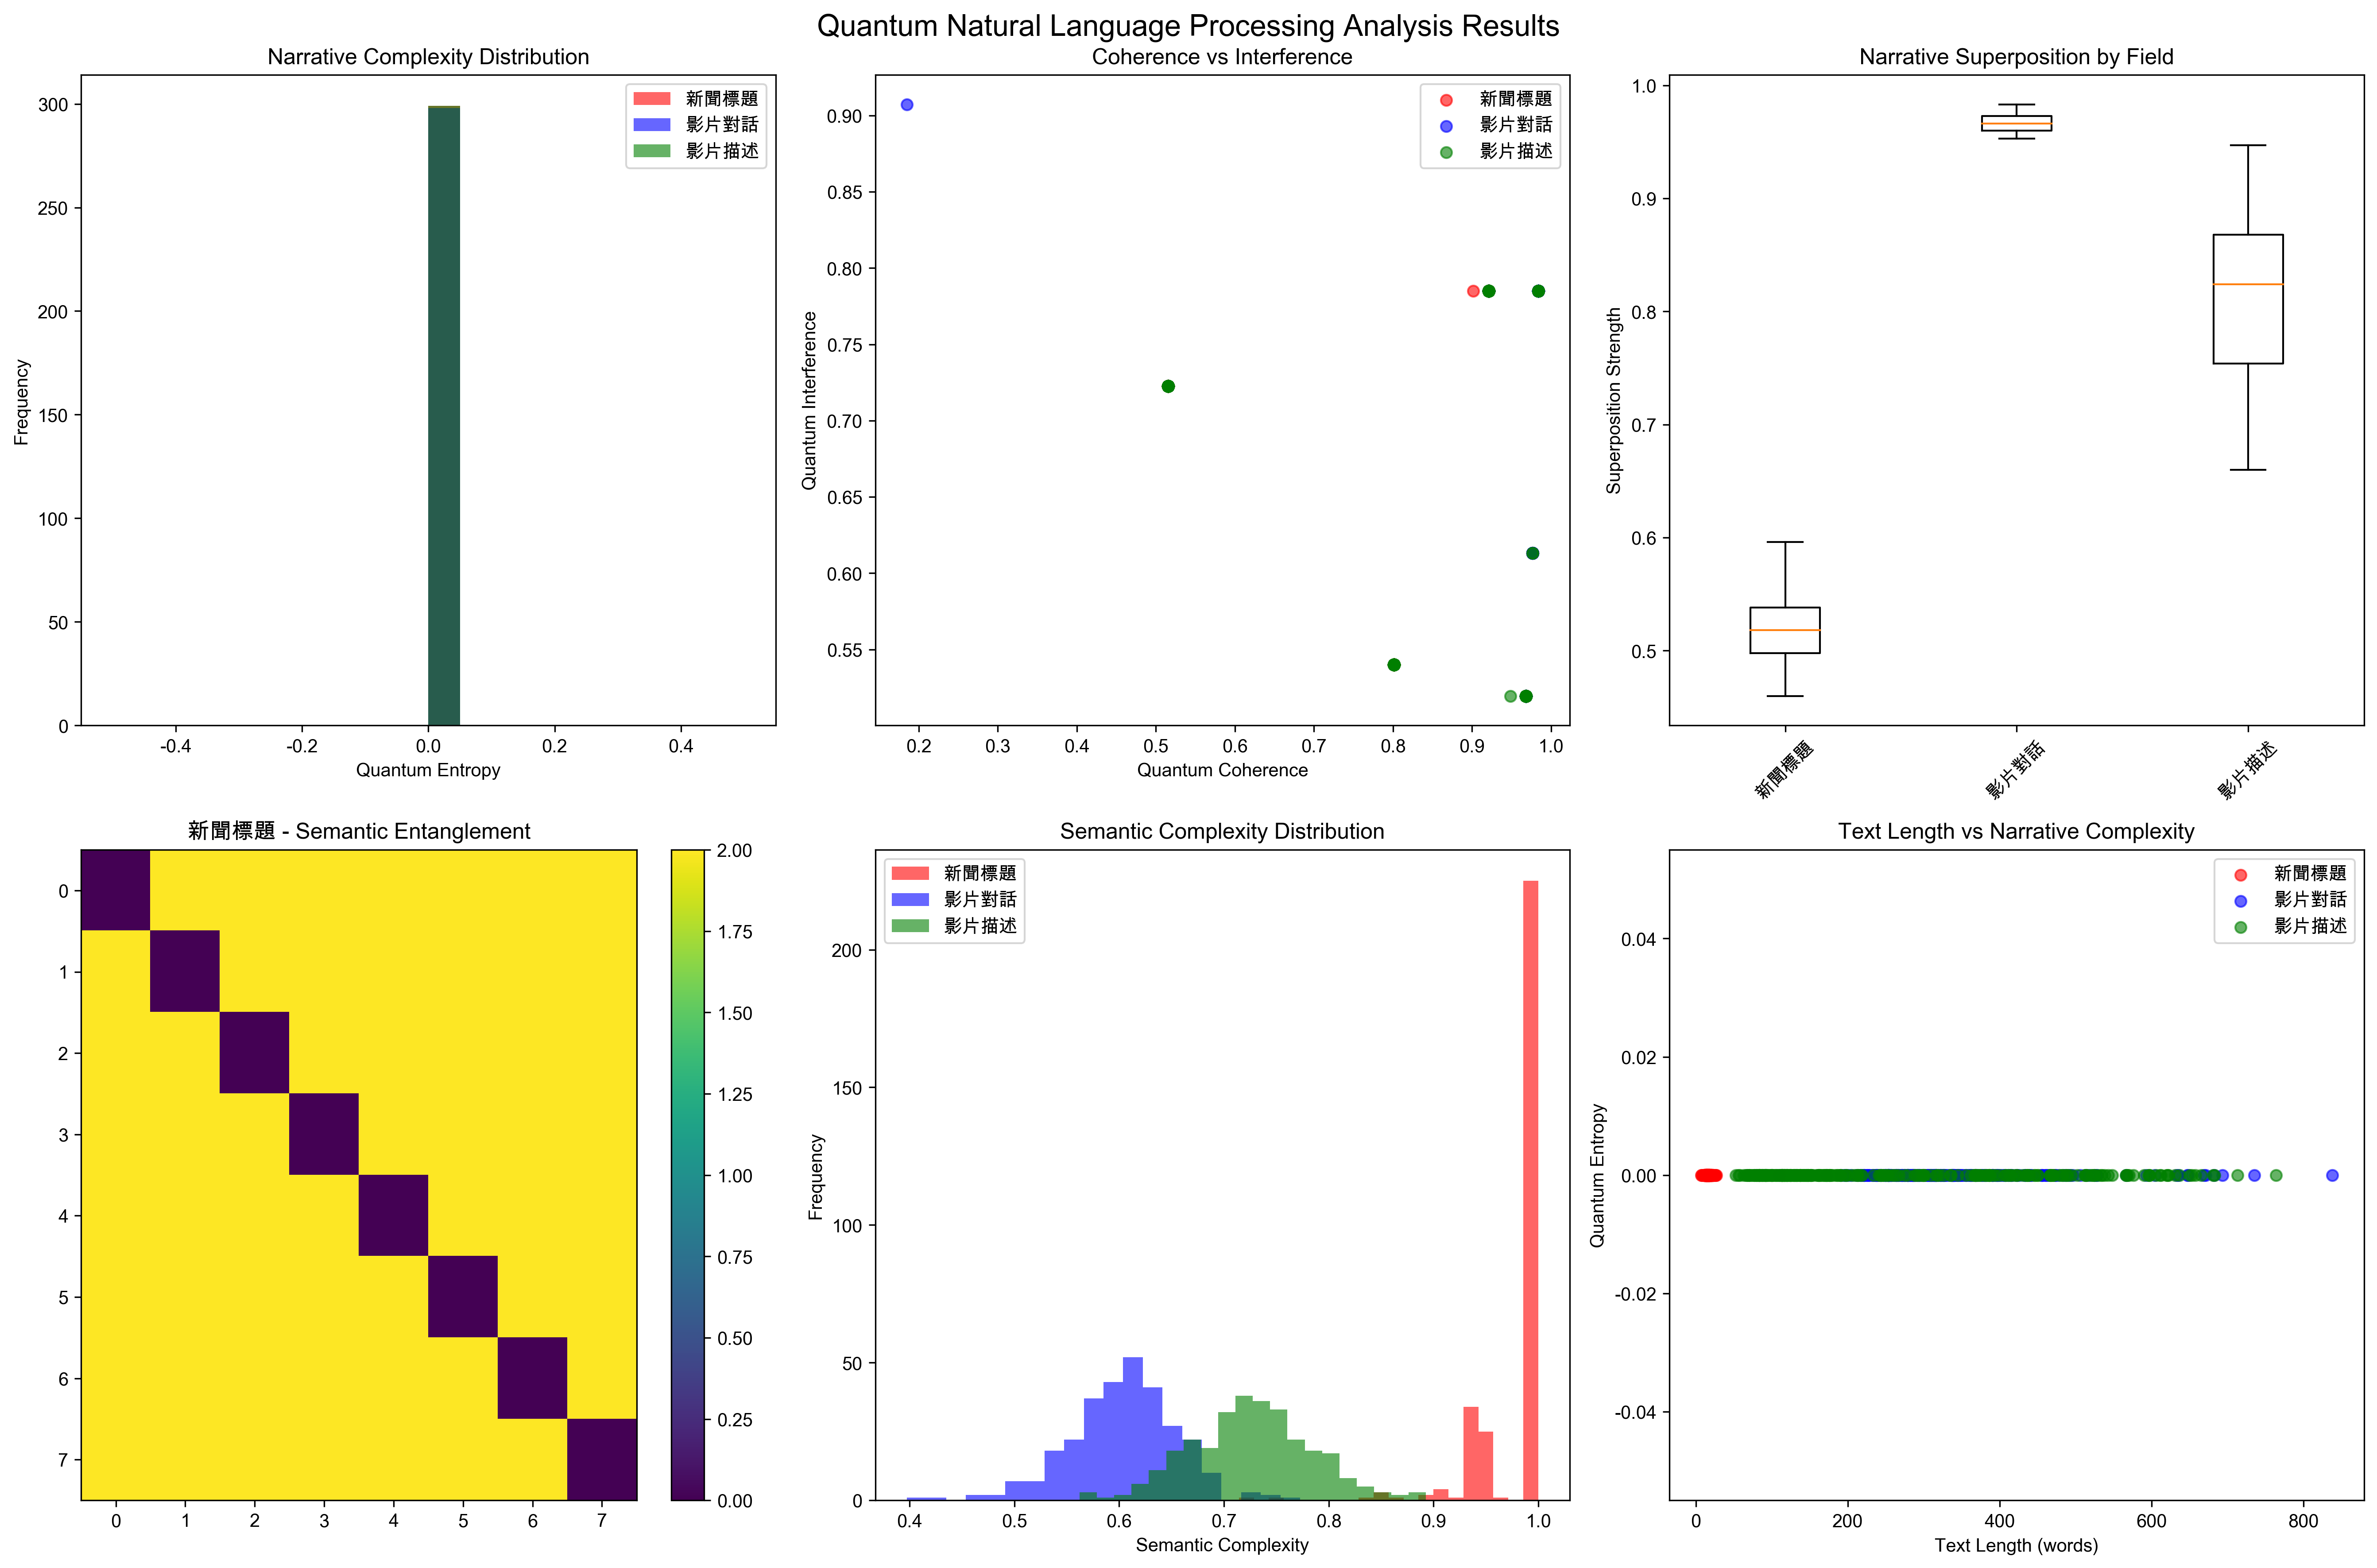 Quantum Natural Language Processing Analysis Results
Narrative Complexity Distribution
300
250
200
150
100
50
0
Frequency
-0.4
-0.2
0.0
0.2
0.4
Quantum Entropy
新聞標題
影片對話
影片描述
Coherence vs Interference
0.90
0.85
0.80
0.75
0.70
0.65
0.60
0.55
Quantum Interference
0.2
0.3
0.4
0.5
0.6
0.7
0.8
0.9
1.0
Quantum Coherence
新聞標題
影片對話
影片描述
Narrative Superposition by Field
1.0
0.9
0.8
0.7
0.6
0.5
Superposition Strength
新聞標題
影片對話
影片描述
新聞標題 - Semantic Entanglement
0
1
2
3
4
5
6
7
0
1
2
3
4
5
6
7
2.00
1.75
1.50
1.25
1.00
0.75
0.50
0.25
0.00
Semantic Complexity Distribution
新聞標題
影片對話
影片描述
200
150
100
50
0
Frequency
0.4
0.5
0.6
0.7
0.8
0.9
1.0
Semantic Complexity
Text Length vs Narrative Complexity
新聞標題
影片對話
影片描述
0.04
0.02
0.00
-0.02
-0.04
Quantum Entropy
0
200
400
600
800
Text Length (words)